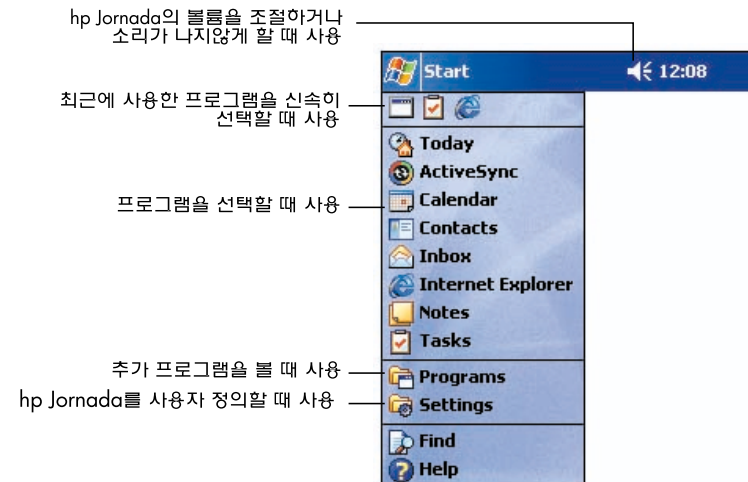 hp Jornada의 볼륨을 조절하거나
소리가 나지않게 할 때 사용
Start
12:08
최근에 사용한 프로그램을 신속히
선택할 때 사용
Today
ActiveSync
프로그램을 선택할 때 사용
Calendar
Contacts
Inbox
Internet Explorer
Notes
Tasks
추가 프로그램을 볼 때 사용
Programs
hp Jornada를 사용자 정의할 때 사용
Settings
Find
Help